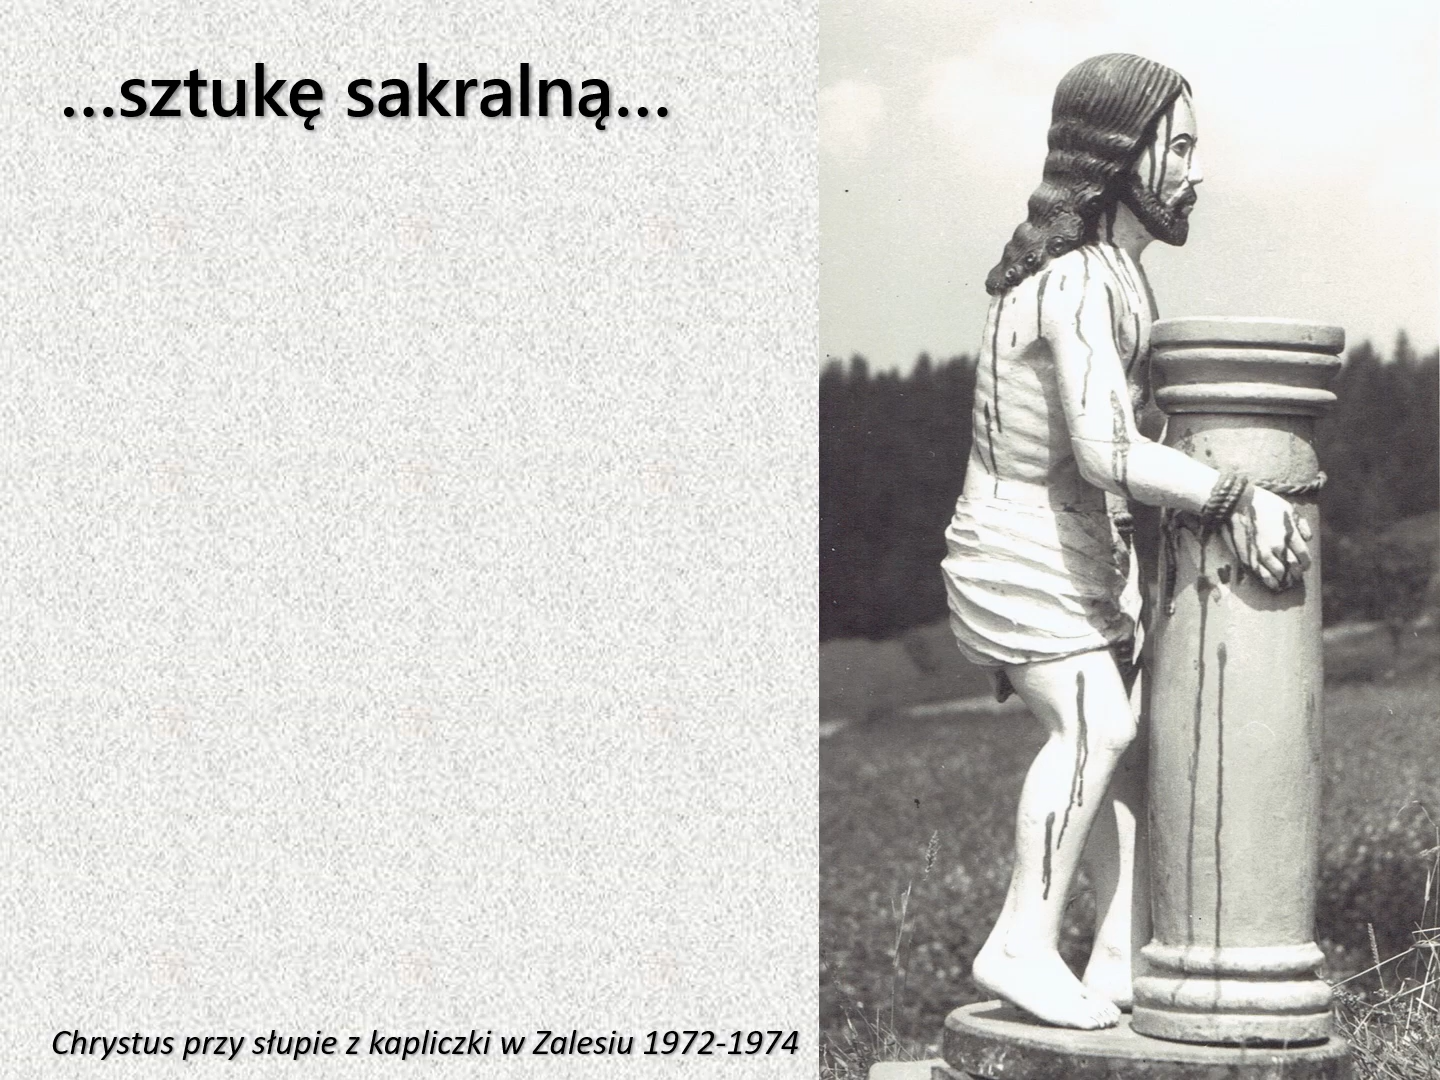 ...sztukę sakralną...
Chrystus przy słupie z kapliczki w Zalesiu 1972-1974